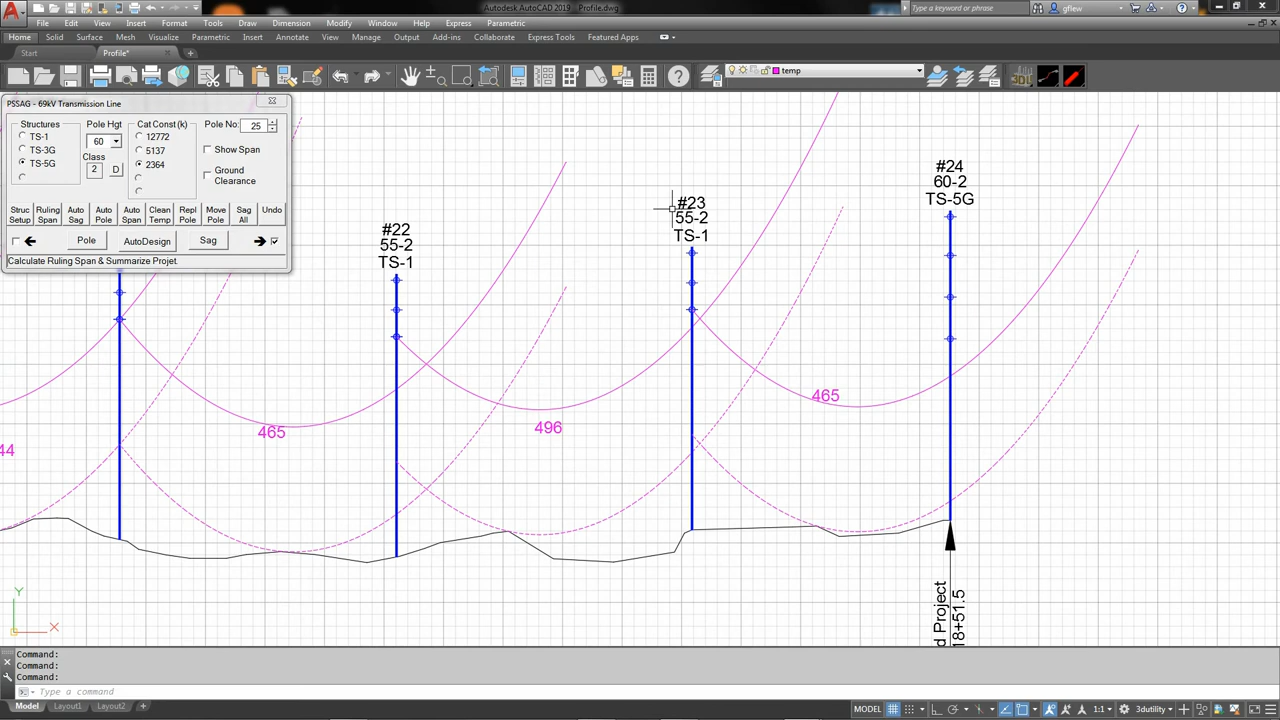 Autodesk AutoCAD 2019 Profile.dwg
Type a keyword or phrase
gflew
File Edit View Insert Format Tools Draw Dimension Modify Window Help Express Parametric
Home Solid Surface Mesh Visualize Parametric Insert Annotate View Manage Output Add-ins Collaborate Express Tools Featured Apps
Start Profile*
temp
PSSAG - 69kV Transmission Line
Structures Pole Hgt Cat Const (k) Pole No: 25
TS-1 60 12772
TS-3G Class 5137 Show Span
TS-5G 2 D 2364 Ground
Clearance
Struc Setup
Ruling Span
Auto Sag
Auto Pole
Auto Span
Clean Temp
Repl Pole
Move Pole
Sag All
Undo
Pole AutoDesign Sag
Calculate Ruling Span & Summarize Projet.
#22
55-2
TS-1
#23
55-2
TS-1
#24
60-2
TS-5G
44
465
496
465
d Project
18+51.5
Y
X
Command:
Command:
Command:
Type a command
Model Layout1 Layout2 +
MODEL 1:1 3dutility